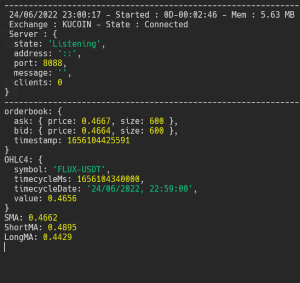 24/06/2022 23:00:17 - Started : 0D-00:02:46 - Mem : 5.63 MB
Exchange : KUCOIN - State : Connected
Server : {
state: 'Listening',
address: '::',
port: 8088,
message: '',
clients: 0
}
orderbook: {
ask: { price: 0.4667, size: 600 },
bid: { price: 0.4664, size: 600 },
timestamp: 1656104425591
}
OHLC4: {
symbol: 'FLUX-USDT',
timecycleMs: 1656104340000,
timecycleDate: '24/06/2022, 22:59:00',
value: 0.4656
}
SMA: 0.4662
ShortMA: 0.4895
LongMA: 0.4429